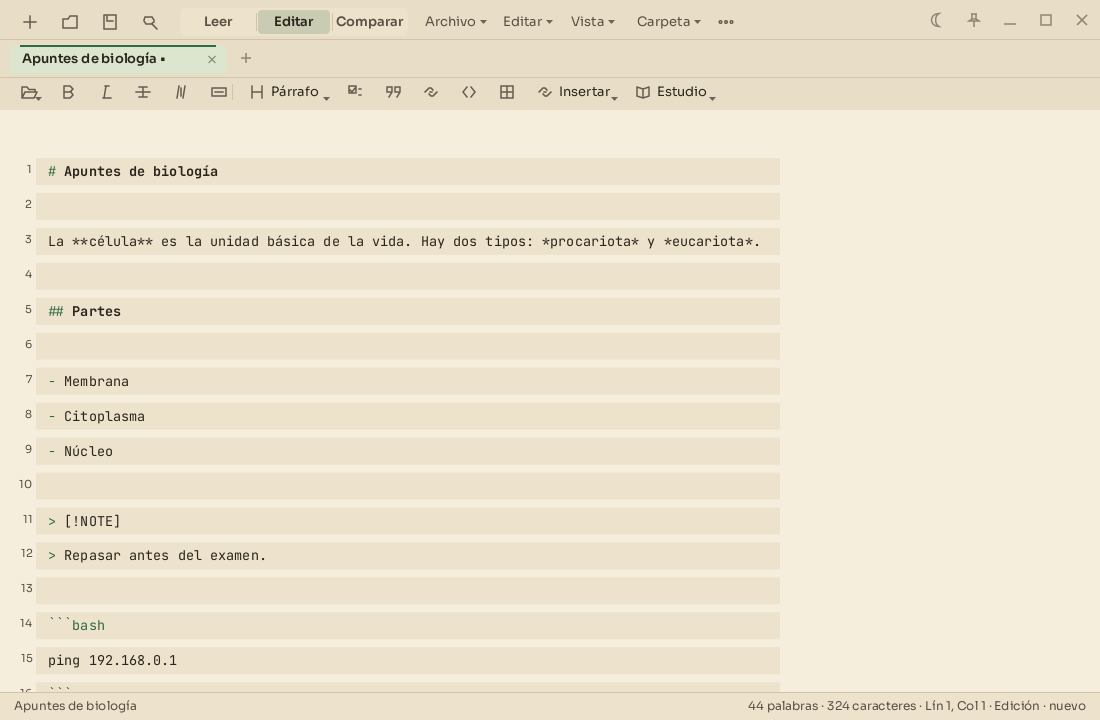 Leer Editar Comparar Archivo Editar Vista Carpeta •••
Apuntes de biología • × +
Párrafo Insertar Estudio
1 # Apuntes de biología
2
3 La **célula** es la unidad básica de la vida. Hay dos tipos: *procariota* y *eucariota*.
4
5 ## Partes
6
7 - Membrana
8 - Citoplasma
9 - Núcleo
10
11 > [!NOTE]
12 > Repasar antes del examen.
13
14 ```bash
15 ping 192.168.0.1
16 ```
Apuntes de biología 44 palabras · 324 caracteres · Lín 1, Col 1 · Edición · nuevo